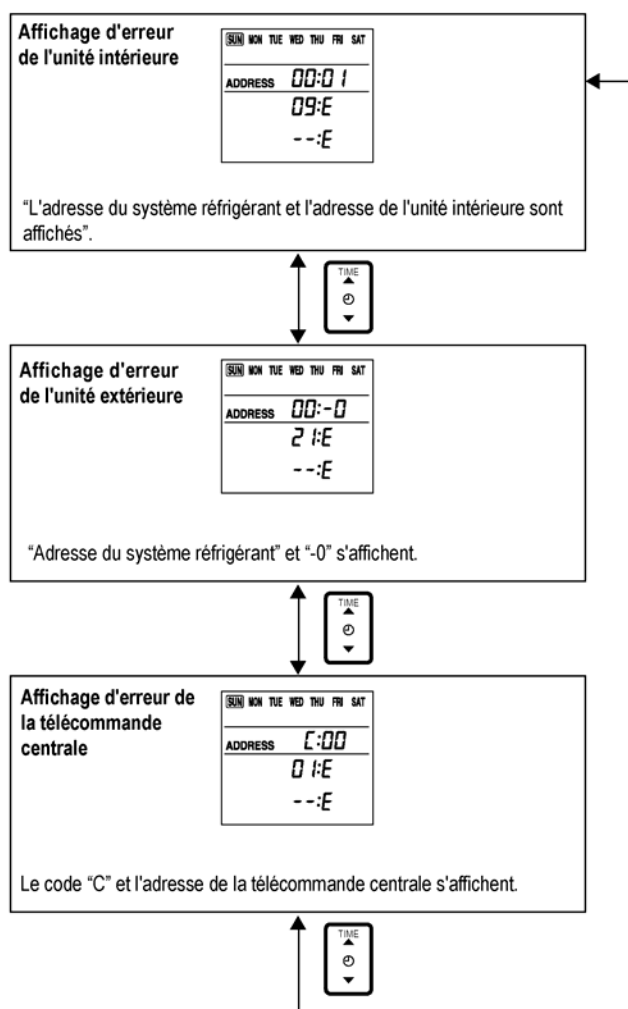 Affichage d'erreur
de l'unité intérieure
SUN MON TUE WED THU FRI SAT
ADDRESS 00:01
09:E
--:E
“L'adresse du système réfrigérant et l'adresse de l'unité intérieure sont
affichés”.
TIME
Affichage d'erreur
de l'unité extérieure
SUN MON TUE WED THU FRI SAT
ADDRESS 00:-0
21:E
--:E
“Adresse du système réfrigérant” et “-0” s'affichent.
TIME
Affichage d'erreur de
la télécommande
centrale
SUN MON TUE WED THU FRI SAT
ADDRESS C:00
01:E
--:E
Le code “C” et l'adresse de la télécommande centrale s'affichent.
TIME